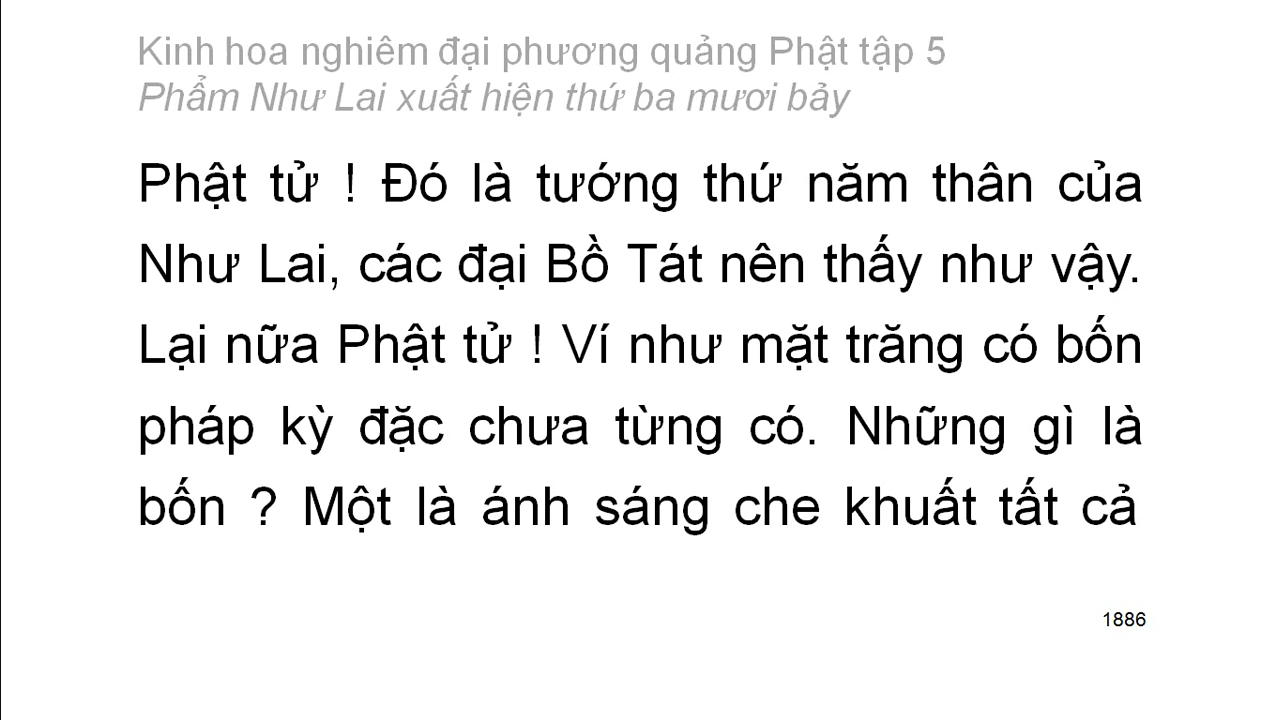 Kinh hoa nghiêm đại phương quảng Phật tập 5
Phẩm Như Lai xuất hiện thứ ba mươi bảy
Phật tử ! Đó là tướng thứ năm thân của
Như Lai, các đại Bồ Tát nên thấy như vậy.
Lại nữa Phật tử ! Ví như mặt trăng có bốn
pháp kỳ đặc chưa từng có. Những gì là
bốn ? Một là ánh sáng che khuất tất cả
1886